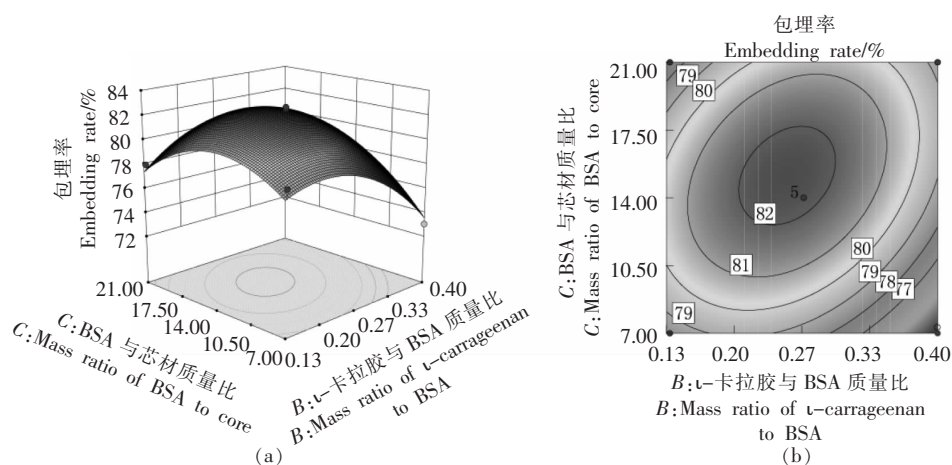 84
82
80
78
76
74
72
包埋率
Embedding rate/%
21.00
17.50
14.00
10.50
7.00
0.13
0.20
0.27
0.33
0.40
C:BSA 与芯材质量比
C:Mass ratio of BSA to core
B:ι-卡拉胶与 BSA 质量比
B:Mass ratio of ι-carrageenan
to BSA
(a)
包埋率
Embedding rate/%
21.00
17.50
14.00
10.50
7.00
C:BSA 与芯材质量比
C:Mass ratio of BSA to core
79
80
5
82
81
80
79
78
77
79
0.13
0.20
0.27
0.33
0.40
B:ι-卡拉胶与 BSA 质量比
B:Mass ratio of ι-carrageenan
to BSA
(b)